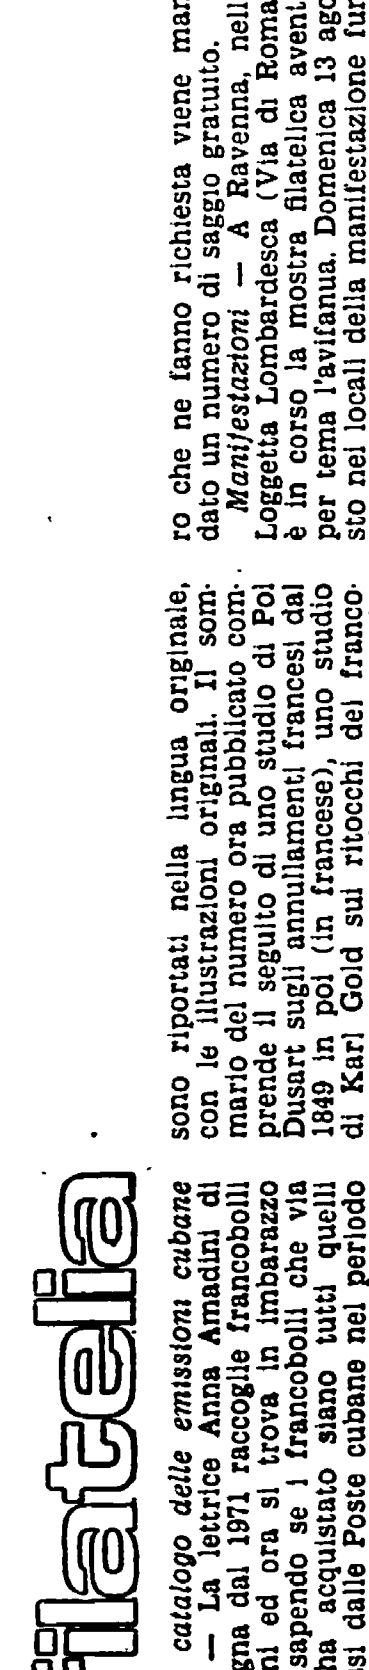 Filatelia
catalogo delle emissioni cubane
— La lettrice Anna Amadini di
gna dal 1971 raccoglie francobolli
ni ed ora si trova in imbarazzo
sapendo se i francobolli che via
ha acquistato siano tutti quelli
si dalle Poste cubane nel periodo
sono riportati nella lingua originale,
con le illustrazioni originali. Il som-
mario del numero ora pubblicato com-
prende il seguito di uno studio di Pol
Dusart sugli annullamenti francesi dal
1849 in poi (in francese), uno studio
di Karl Gold sui ritocchi dei franco-
ro che ne fanno richiesta viene man
dato un numero di saggio gratuito.
Manifestazioni — A Ravenna, nell
Loggetta Lombardesca (Via di Roma
è in corso la mostra filatelica avent
per tema l'avifanua. Domenica 13 ago
sto nei locali della manifestazione fun